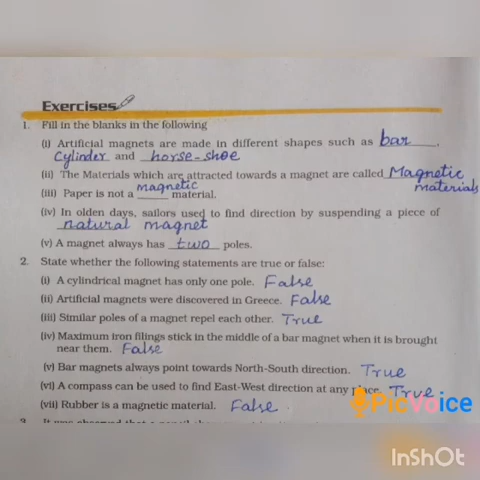 Exercises
1. Fill in the blanks in the following
(i) Artificial magnets are made in different shapes such as bar,
Cylinder and horse-shoe
(ii) The Materials which are attracted towards a magnet are called Magnetic materials
(iii) Paper is not a magnetic material.
(iv) In olden days, sailors used to find direction by suspending a piece of
natural magnet
(v) A magnet always has two poles.
2. State whether the following statements are true or false:
(i) A cylindrical magnet has only one pole. False
(ii) Artificial magnets were discovered in Greece. False
(iii) Similar poles of a magnet repel each other. True
(iv) Maximum iron filings stick in the middle of a bar magnet when it is brought
near them. False
(v) Bar magnets always point towards North-South direction. True
(vi) A compass can be used to find East-West direction at any place. True
(vii) Rubber is a magnetic material. False
PicVoice
InShOt